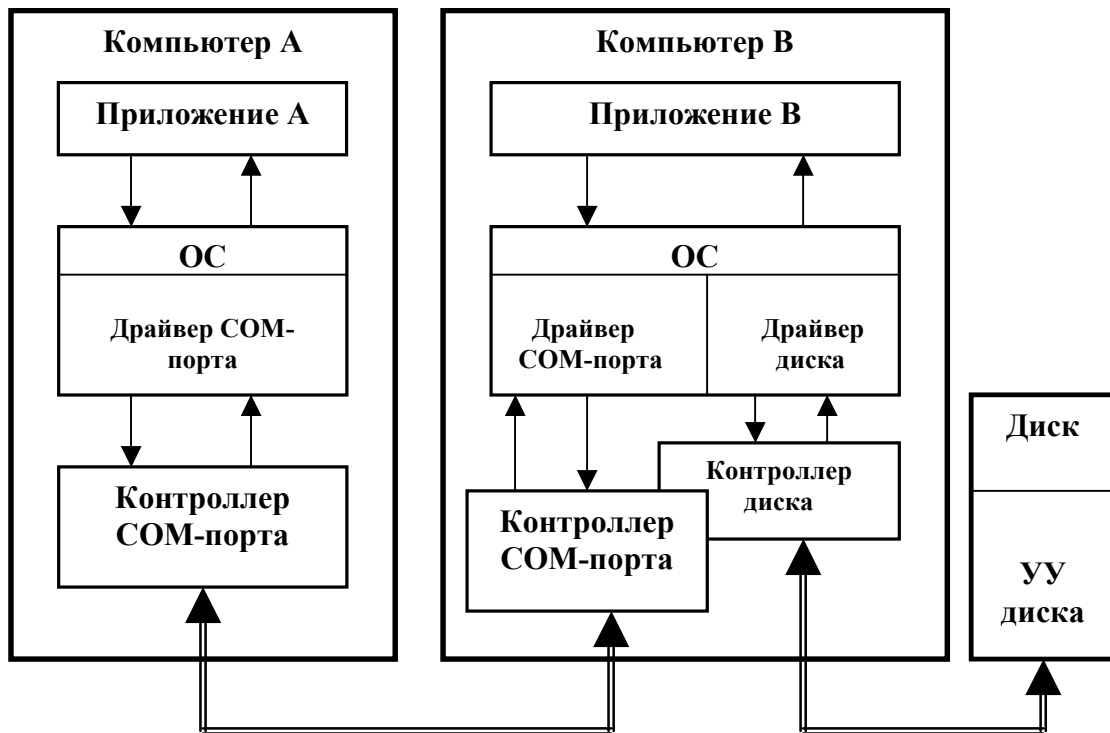 Компьютер А
Приложение А
ОС
Драйвер СОМ-
порта
Контроллер
СОМ-порта
Компьютер В
Приложение В
ОС
Драйвер
СОМ-порта
Драйвер
диска
Контроллер
диска
Контроллер
СОМ-порта
Диск
УУ
диска